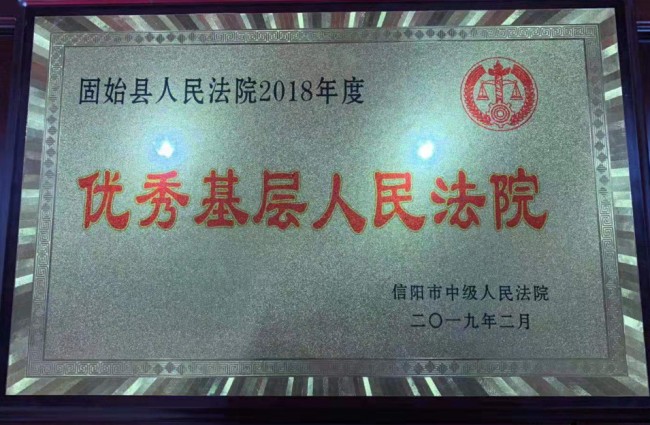 固始县人民法院2018年度
优秀基层人民法院
信阳市中级人民法院
二〇一九年二月